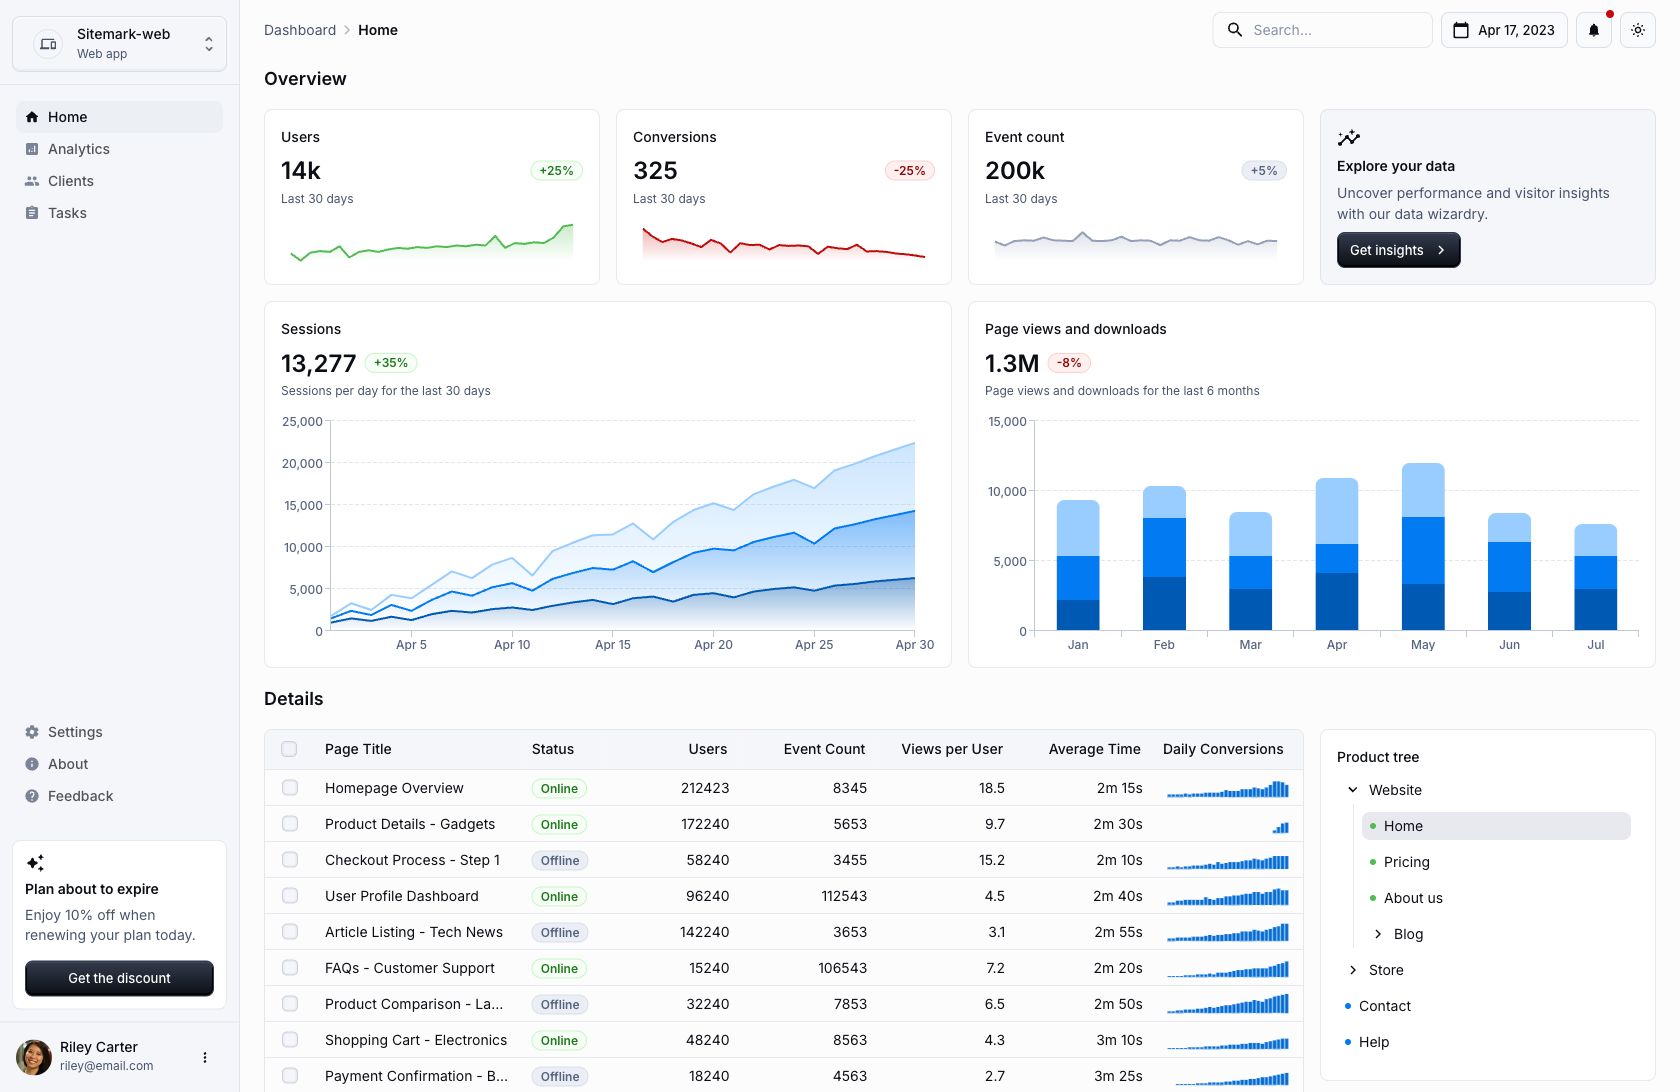 Sitemark-web
Web app
Home
Analytics
Clients
Tasks
Settings
About
Feedback
Plan about to expire
Enjoy 10% off when
renewing your plan today.
Get the discount
Riley Carter
riley@email.com
Dashboard Home
Search...
Apr 17, 2023
Overview
Users
14k +25%
Last 30 days
Conversions
325 -25%
Last 30 days
Event count
200k +5%
Last 30 days
Explore your data
Uncover performance and visitor insights
with our data wizardry.
Get insights
Sessions
13,277 +35%
Sessions per day for the last 30 days
25,000
20,000
15,000
10,000
5,000
0
Apr 5 Apr 10 Apr 15 Apr 20 Apr 25 Apr 30
Page views and downloads
1.3M -8%
Page views and downloads for the last 6 months
15,000
10,000
5,000
0
Jan Feb Mar Apr May Jun Jul
Details
Page Title Status Users Event Count Views per User Average Time Daily Conversions
Homepage Overview Online 212423 8345 18.5 2m 15s
Product Details - Gadgets Online 172240 5653 9.7 2m 30s
Checkout Process - Step 1 Offline 58240 3455 15.2 2m 10s
User Profile Dashboard Online 96240 112543 4.5 2m 40s
Article Listing - Tech News Offline 142240 3653 3.1 2m 55s
FAQs - Customer Support Online 15240 106543 7.2 2m 20s
Product Comparison - La... Offline 32240 7853 6.5 2m 50s
Shopping Cart - Electronics Online 48240 8563 4.3 3m 10s
Payment Confirmation - B... Offline 18240 4563 2.7 3m 25s
Product tree
Website
Home
Pricing
About us
Blog
Store
Contact
Help